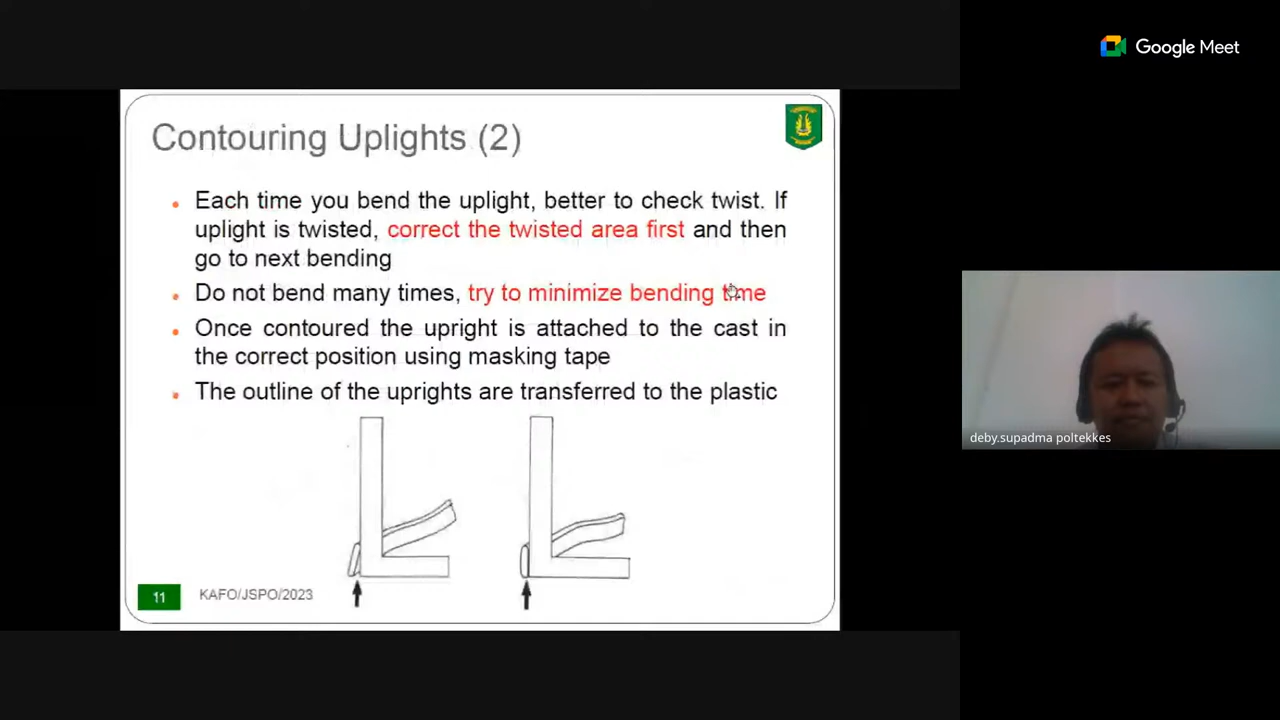 Google Meet
Contouring Uplights (2)
Each time you bend the uplight, better to check twist. If
uplight is twisted, correct the twisted area first and then
go to next bending
Do not bend many times, try to minimize bending time
Once contoured the upright is attached to the cast in
the correct position using masking tape
The outline of the uprights are transferred to the plastic
11
KAFO/JSPO/2023
deby.supadma poltekkes